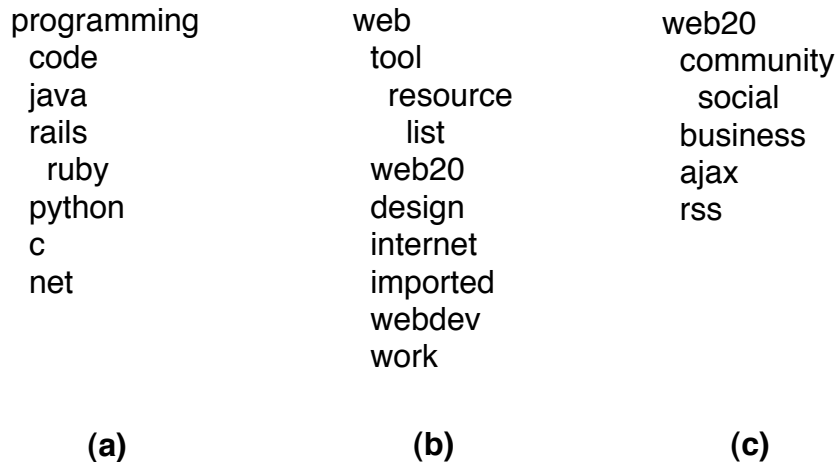 programming
code
java
rails
ruby
python
c
net
(a)
web
tool
resource
list
web20
design
internet
imported
webdev
work
(b)
web20
community
social
business
ajax
rss
(c)